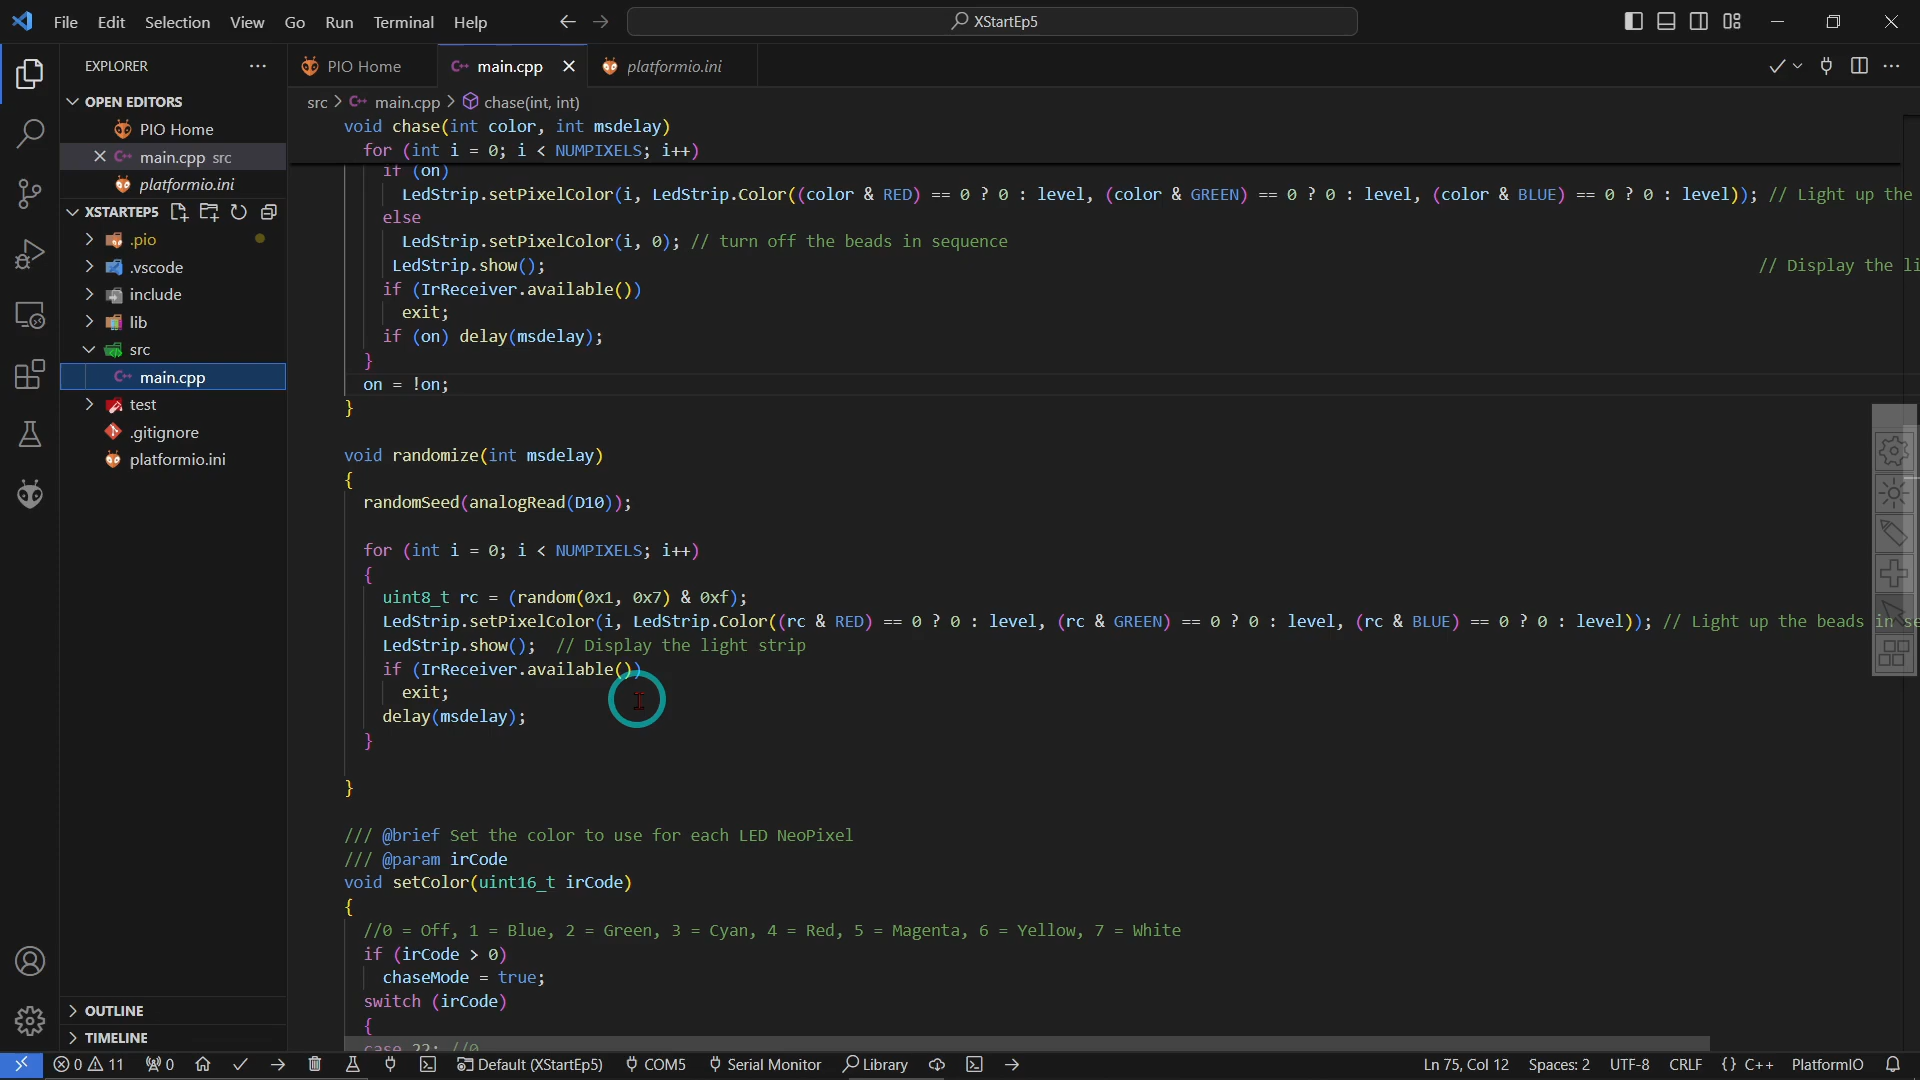 File Edit Selection View Go Run Terminal Help XStartEp5
EXPLORER
PIO Home main.cpp platformio.ini
OPEN EDITORS
PIO Home
main.cpp src
platformio.ini
XSTARTEP5
.pio
.vscode
include
lib
src
main.cpp
test
.gitignore
platformio.ini
OUTLINE
TIMELINE
src > main.cpp > chase(int, int)
void chase(int color, int msdelay)
for (int i = 0; i < NUMPIXELS; i++)
if (on)
LedStrip.setPixelColor(i, LedStrip.Color((color & RED) == 0 ? 0 : level, (color & GREEN) == 0 ? 0 : level, (color & BLUE) == 0 ? 0 : level)); // Light up the
else
LedStrip.setPixelColor(i, 0); // turn off the beads in sequence
LedStrip.show(); // Display the li
if (IrReceiver.available())
exit;
if (on) delay(msdelay);
}
on = !on;
}
void randomize(int msdelay)
{
randomSeed(analogRead(D10));
for (int i = 0; i < NUMPIXELS; i++)
{
uint8_t rc = (random(0x1, 0x7) & 0xf);
LedStrip.setPixelColor(i, LedStrip.Color((rc & RED) == 0 ? 0 : level, (rc & GREEN) == 0 ? 0 : level, (rc & BLUE) == 0 ? 0 : level)); // Light up the beads in se
LedStrip.show(); // Display the light strip
if (IrReceiver.available())
exit;
delay(msdelay);
}
}
/// @brief Set the color to use for each LED NeoPixel
/// @param irCode
void setColor(uint16_t irCode)
{
//0 = Off, 1 = Blue, 2 = Green, 3 = Cyan, 4 = Red, 5 = Magenta, 6 = Yellow, 7 = White
if (irCode > 0)
chaseMode = true;
switch (irCode)
{
case 22: //0
0 11 0 Default (XStartEp5) COM5 Serial Monitor Library Ln 75, Col 12 Spaces: 2 UTF-8 CRLF {} C++ PlatformIO